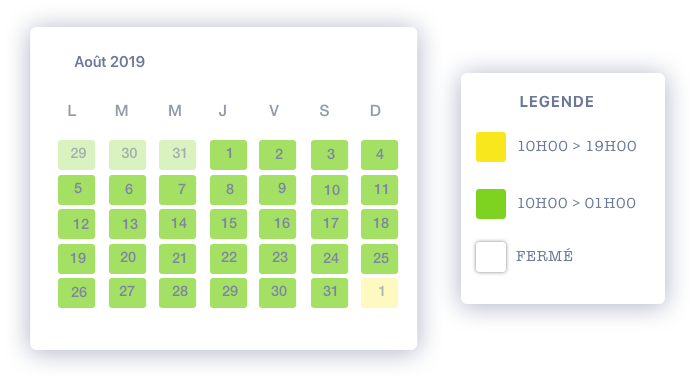 Août 2019
L M M J V S D
29 30 31 1 2 3 4
5 6 7 8 9 10 11
12 13 14 15 16 17 18
19 20 21 22 23 24 25
26 27 28 29 30 31 1
LEGENDE
10H00 > 19H00
10H00 > 01H00
FERMÉ